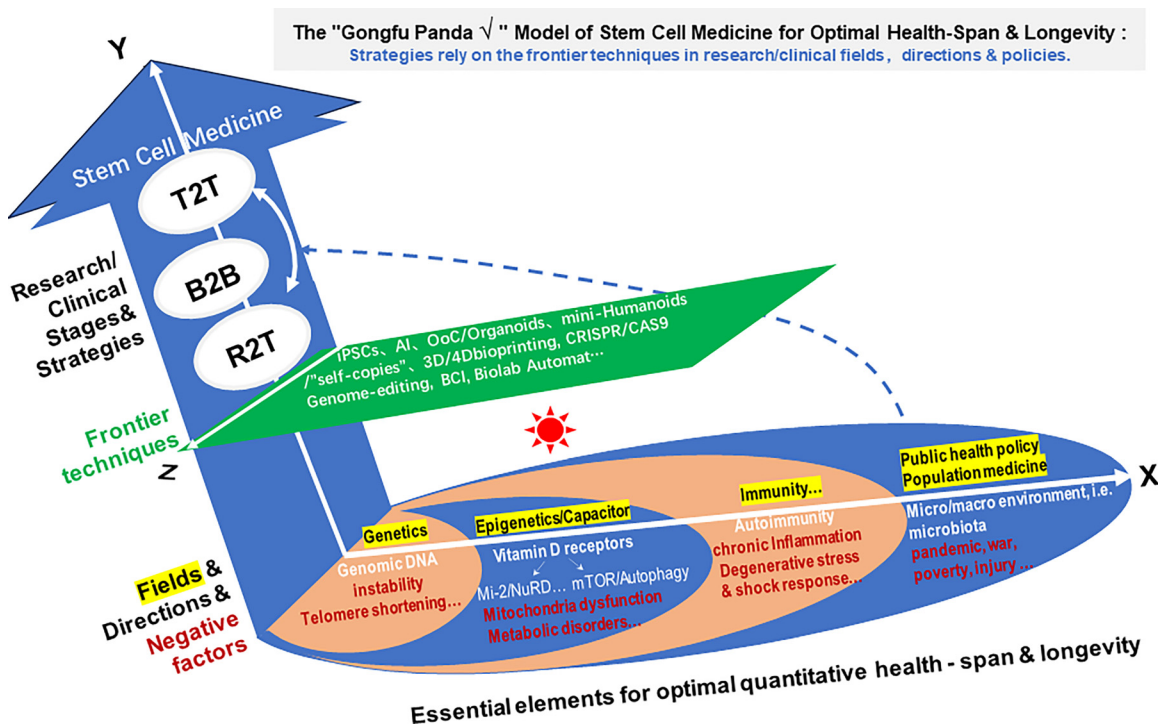 The "Gongfu Panda √ " Model of Stem Cell Medicine for Optimal Health-Span & Longevity :
Strategies rely on the frontier techniques in research/clinical fields, directions & policies.
Y
Stem Cell Medicine
T2T
B2B
R2T
Research/
Clinical
Stages&
Strategies
iPSCs、AI、OoC/Organoids、mini-Humanoids
/"self-copies"、3D/4Dbioprinting, CRISPR/CAS9
Genome-editing, BCI, Biolab Automat…
Frontier
techniques
Z
X
Public health policy
Population medicine
Micro/macro environment, i.e.
microbiota
pandemic, war,
poverty, injury …
Immunity…
AutoImmunity
chronic Inflammation
Degenerative stress
& shock response…
Epigenetics/Capacitor
Vitamin D receptors
Mi-2/NuRD… mTOR/Autophagy
Mitochondria dysfunction
Metabolic disorders…
Genetics
Genomic DNA
instability
Telomere shortening…
Fields &
Directions &
Negative
factors
Essential elements for optimal quantitative health - span & longevity